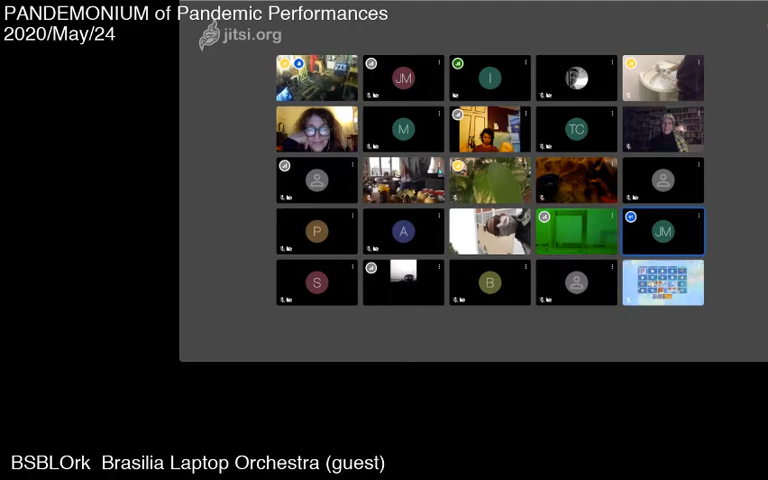 PANDEMONIUM of Pandemic Performances
2020/May/24
jitsi.org
JM
I
M
TC
P
A
JM
S
B
BSBLOrk Brasilia Laptop Orchestra (guest)